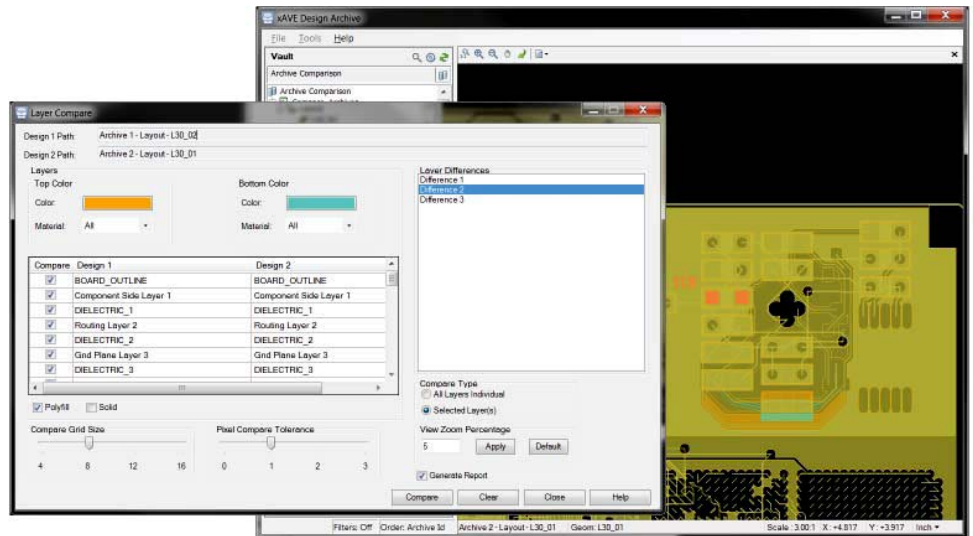 xAVE Design Archive
File Tools Help
Vault
Archive Comparison
Archive Comparison
Layer Compare
Design 1 Path: Archive 1 - Layout - L30_02
Design 2 Path: Archive 2 - Layout - L30_01
Layers
Top Color
Bottom Color
Color:
Color:
Material: All
Material: All
Compare Design 1 Design 2
BOARD_OUTLINE BOARD_OUTLINE
Component Side Layer 1 Component Side Layer 1
DIELECTRIC_1 DIELECTRIC_1
Routing Layer 2 Routing Layer 2
DIELECTRIC_2 DIELECTRIC_2
Gnd Plane Layer 3 Gnd Plane Layer 3
DIELECTRIC_3 DIELECTRIC_3
Polyfill Solid
Compare Grid Size
4 8 12 16
Pixel Compare Tolerance
0 1 2 3
Layer Differences
Difference 1
Difference 2
Difference 3
Compare Type
All Layers Individual
Selected Layer(s)
View Zoom Percentage
5 Apply Default
Generate Report
Compare Clear Close Help
Filters: Off Order: Archive Id Archive 2 - Layout - L30_01 Geom: L30_01 Scale : 3.00:1 X : +4.817 Y : +3.917 Inch